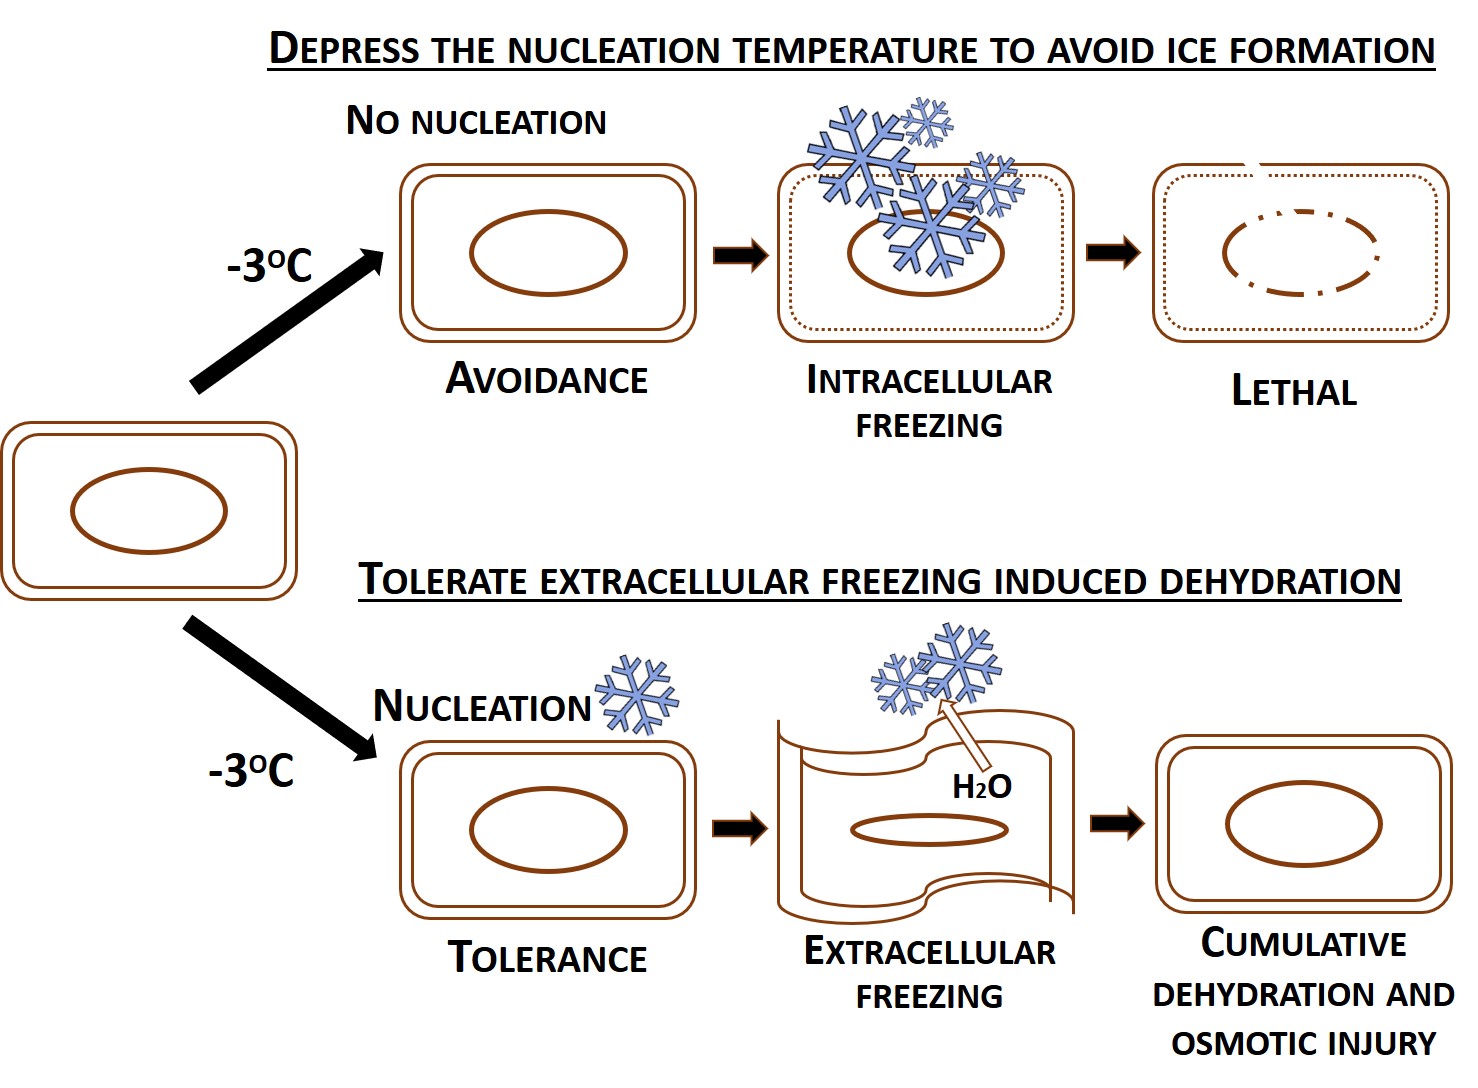 DEPRESS THE NUCLEATION TEMPERATURE TO AVOID ICE FORMATION
NO NUCLEATION
-3°C
AVOIDANCE
INTRACELLULAR
FREEZING
LETHAL
TOLERATE EXTRACELLULAR FREEZING INDUCED DEHYDRATION
NUCLEATION
-3°C
H₂O
TOLERANCE
EXTRACELLULAR
FREEZING
CUMULATIVE
DEHYDRATION AND
OSMOTIC INJURY